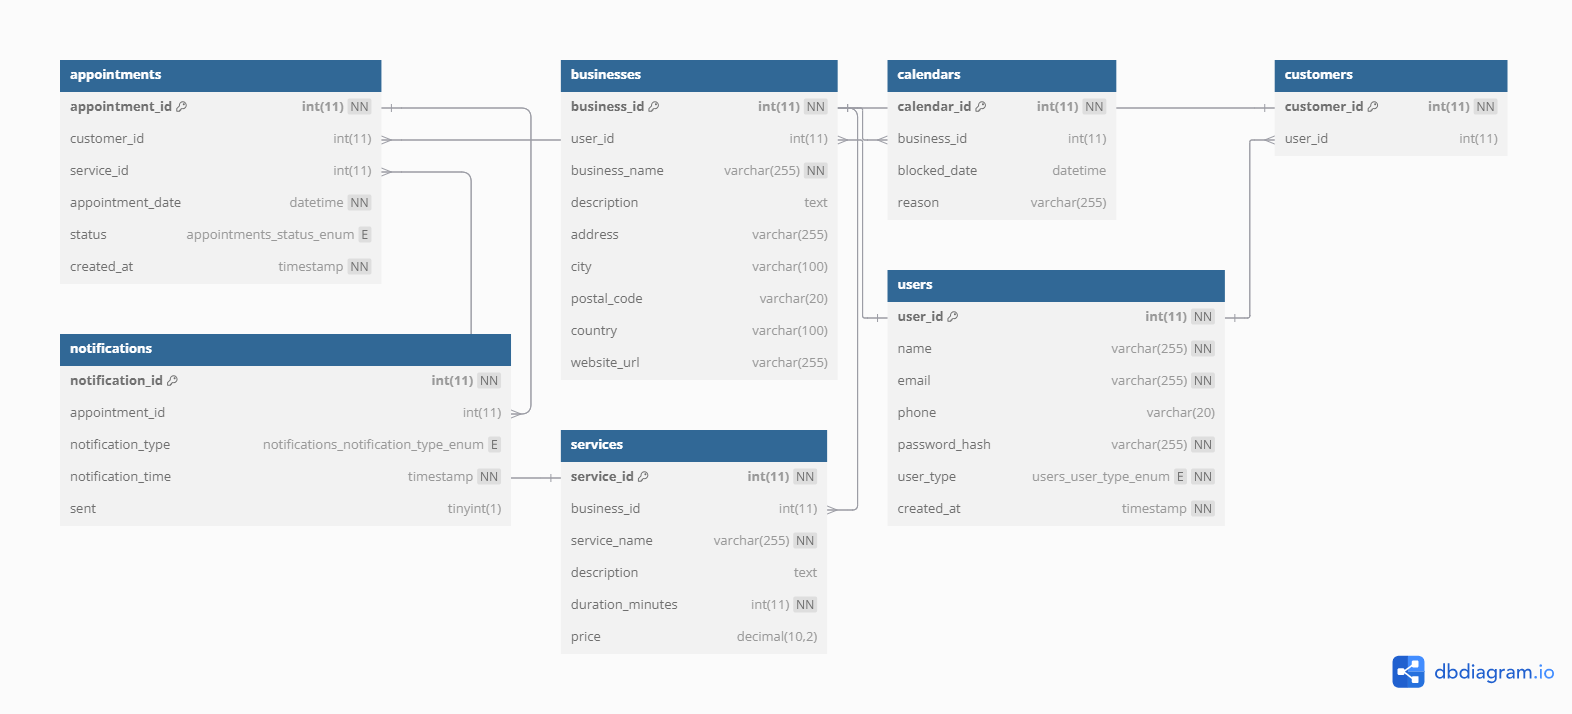 appointments
appointment_id int(11) NN
customer_id int(11)
service_id int(11)
appointment_date datetime NN
status appointments_status_enum E
created_at timestamp NN
notifications
notification_id int(11) NN
appointment_id int(11)
notification_type notifications_notification_type_enum E
notification_time timestamp NN
sent tinyint(1)
businesses
business_id int(11) NN
user_id int(11)
business_name varchar(255) NN
description text
address varchar(255)
city varchar(100)
postal_code varchar(20)
country varchar(100)
website_url varchar(255)
services
service_id int(11) NN
business_id int(11)
service_name varchar(255) NN
description text
duration_minutes int(11) NN
price decimal(10,2)
calendars
calendar_id int(11) NN
business_id int(11)
blocked_date datetime
reason varchar(255)
users
user_id int(11) NN
name varchar(255) NN
email varchar(255) NN
phone varchar(20)
password_hash varchar(255) NN
user_type users_user_type_enum E NN
created_at timestamp NN
customers
customer_id int(11) NN
user_id int(11)
dbdiagram.io